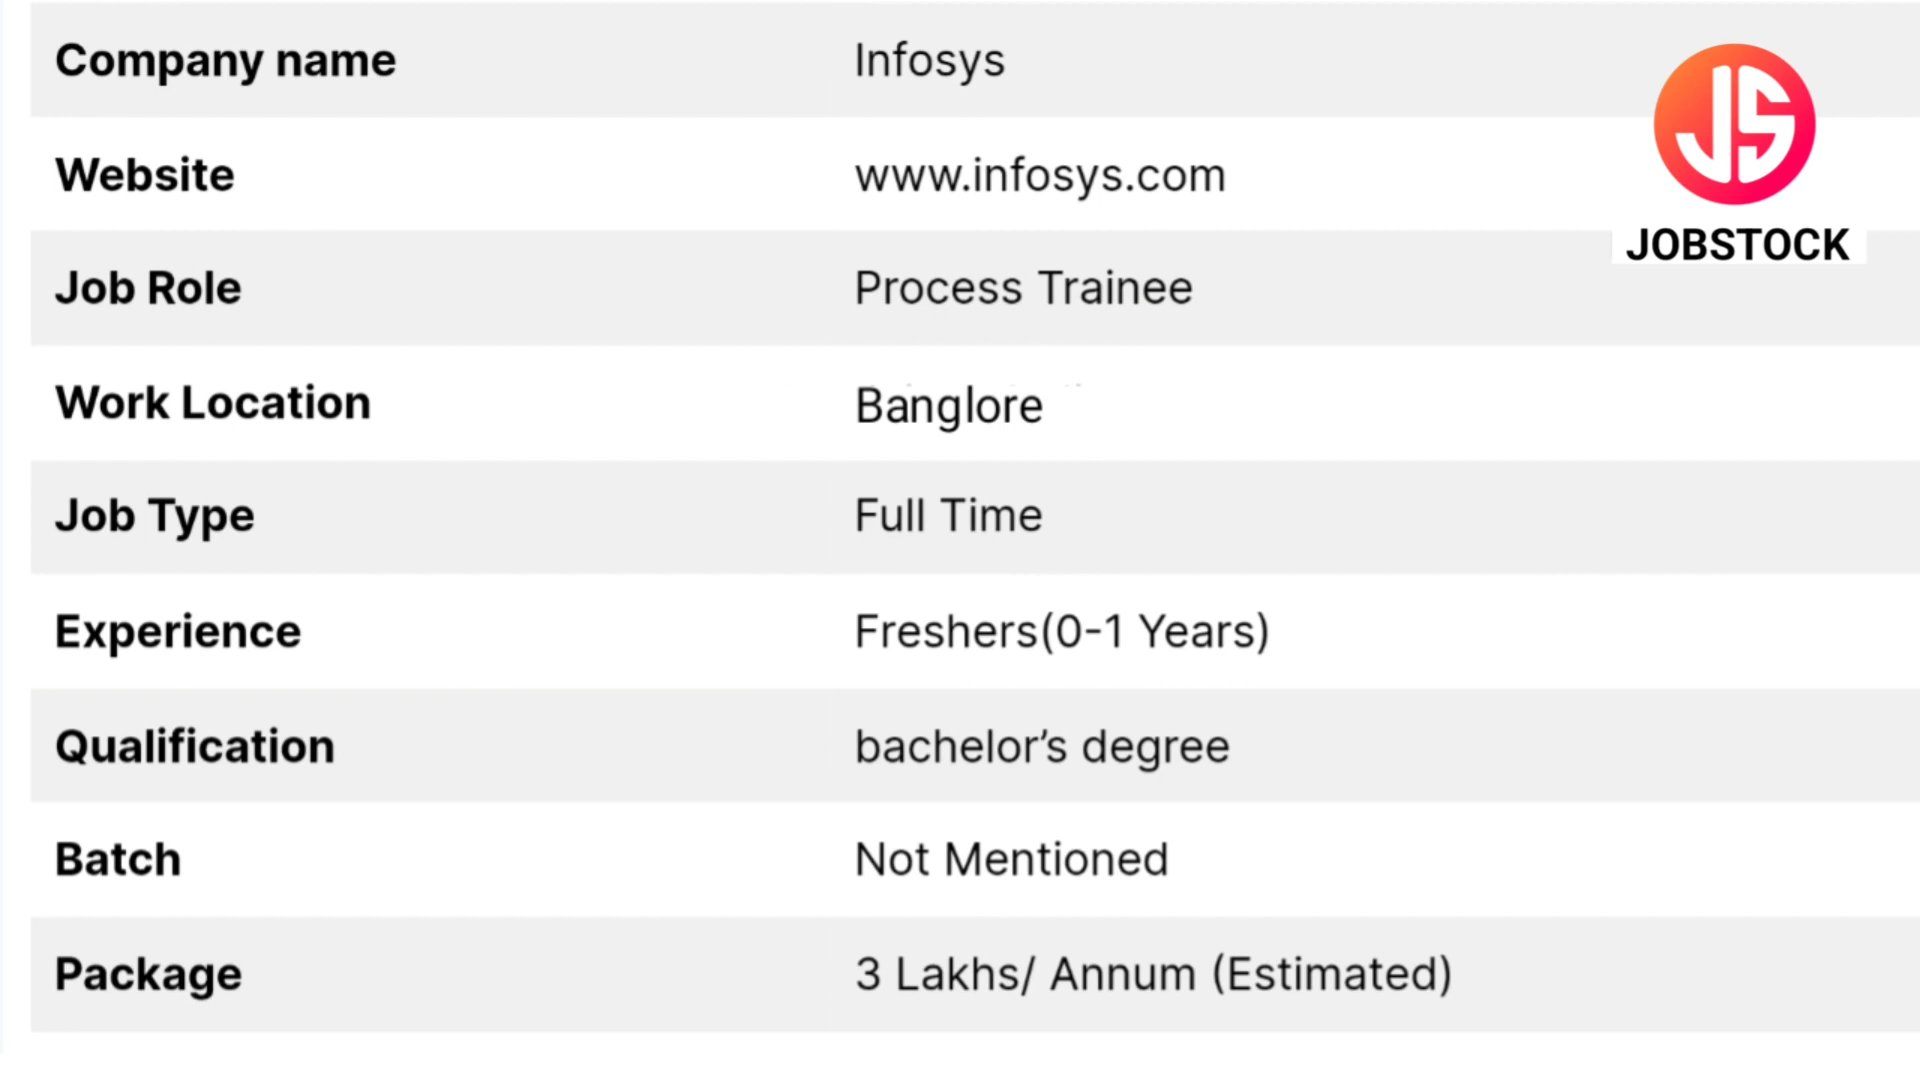 Company name Infosys
Website www.infosys.com
JS
JOBSTOCK
Job Role Process Trainee
Work Location Banglore
Job Type Full Time
Experience Freshers(0-1 Years)
Qualification bachelor’s degree
Batch Not Mentioned
Package 3 Lakhs/ Annum (Estimated)